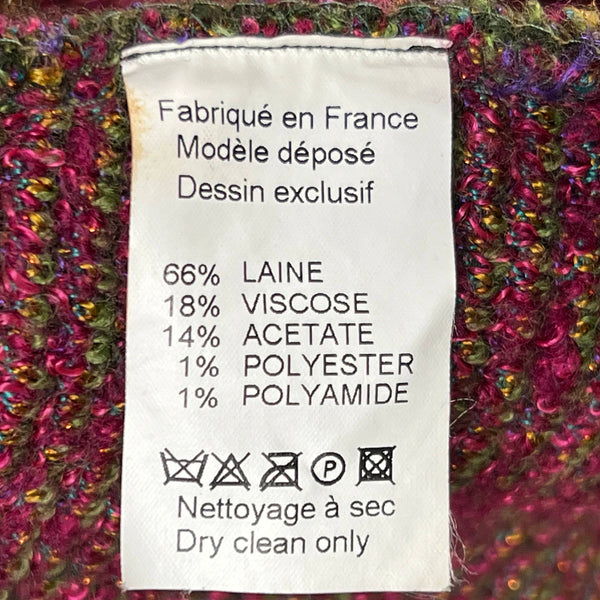 Fabriqué en France
Modèle déposé
Dessin exclusif
66% LAINE
18% VISCOSE
14% ACETATE
1% POLYESTER
1% POLYAMIDE
P
Nettoyage à sec
Dry clean only